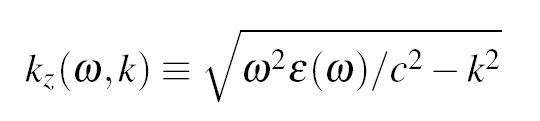 k_z(ω, k) ≡ √(ω²ε(ω)/c² − k²)